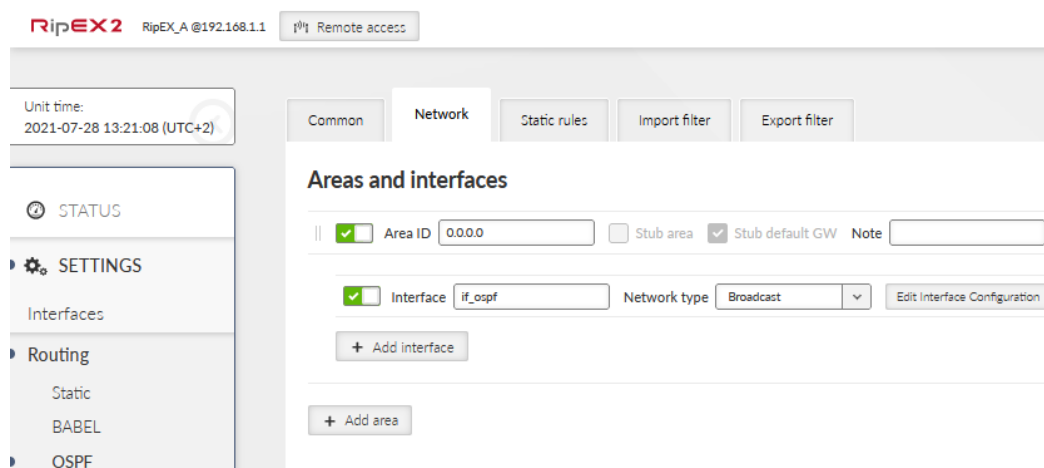 RipEX2 RipEX_A @192.168.1.1 Remote access
Unit time:
2021-07-28 13:21:08 (UTC+2)
Common Network Static rules Import filter Export filter
Areas and interfaces
STATUS
Area ID 0.0.0.0 Stub area Stub default GW Note
SETTINGS
Interface if_ospf Network type Broadcast Edit Interface Configuration
Interfaces
+ Add interface
Routing
Static
+ Add area
BABEL
OSPF